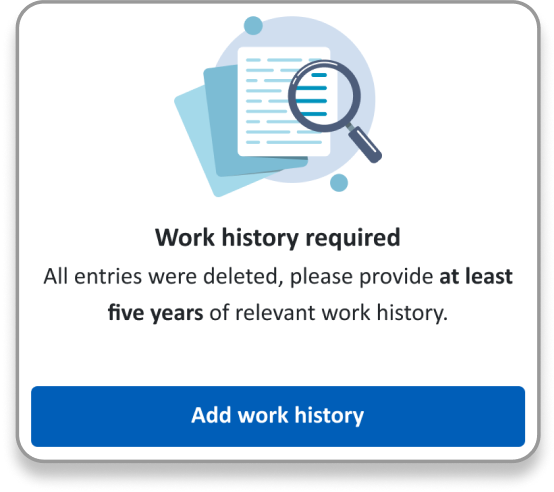 Work history required
All entries were deleted, please provide at least
five years of relevant work history.
Add work history